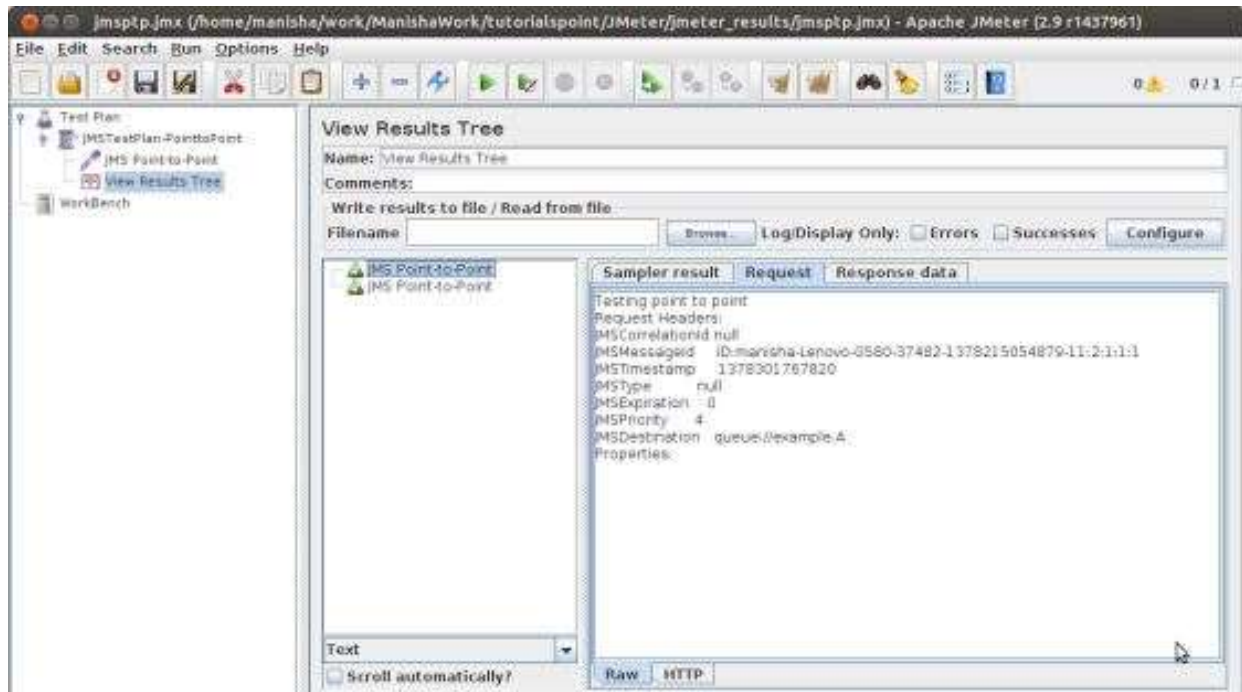 jmsptp.jmx (/home/manisha/work/ManishaWork/tutorialspoint/JMeter/jmeter_results/jmsptp.jmx) - Apache JMeter (2.9 r1437961)
File Edit Search Run Options Help
0 0 / 1
Test Plan
JMSTestPlan-PointtoPoint
JMS Point-to-Point
View Results Tree
WorkBench
View Results Tree
Name: View Results Tree
Comments:
Write results to file / Read from file
Filename Browse... Log/Display Only: Errors Successes Configure
JMS Point-to-Point
JMS Point-to-Point
Sampler result Request Response data
Testing point to point
Request Headers:
JMSCorrelationId null
JMSMessageId ID:manisha-Lenovo-G580-37482-1378215054879-11:2:1:1:1
JMSTimestamp 1378301767820
JMSType null
JMSExpiration 0
JMSPriority 4
JMSDestination queue://example.A
Properties:
Text
Scroll automatically?
Raw HTTP